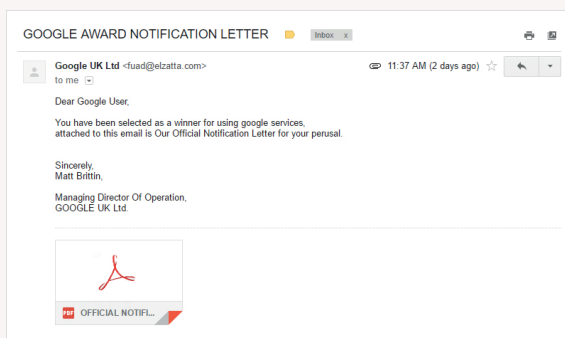 GOOGLE AWARD NOTIFICATION LETTER Inbox x
Google UK Ltd <fuad@elzatta.com> 11:37 AM (2 days ago)
to me
Dear Google User,
You have been selected as a winner for using google services,
attached to this email is Our Official Notification Letter for your perusal.
Sincerely,
Matt Brittin,
Managing Director Of Operation,
GOOGLE UK Ltd.
PDF OFFICIAL NOTIFI...